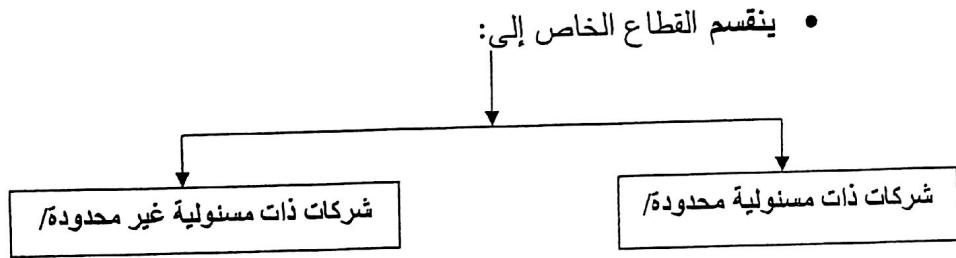 • ينقسم القطاع الخاص إلى:
شركات ذات مسئولية محدودة/
شركات ذات مسئولية غير محدودة/